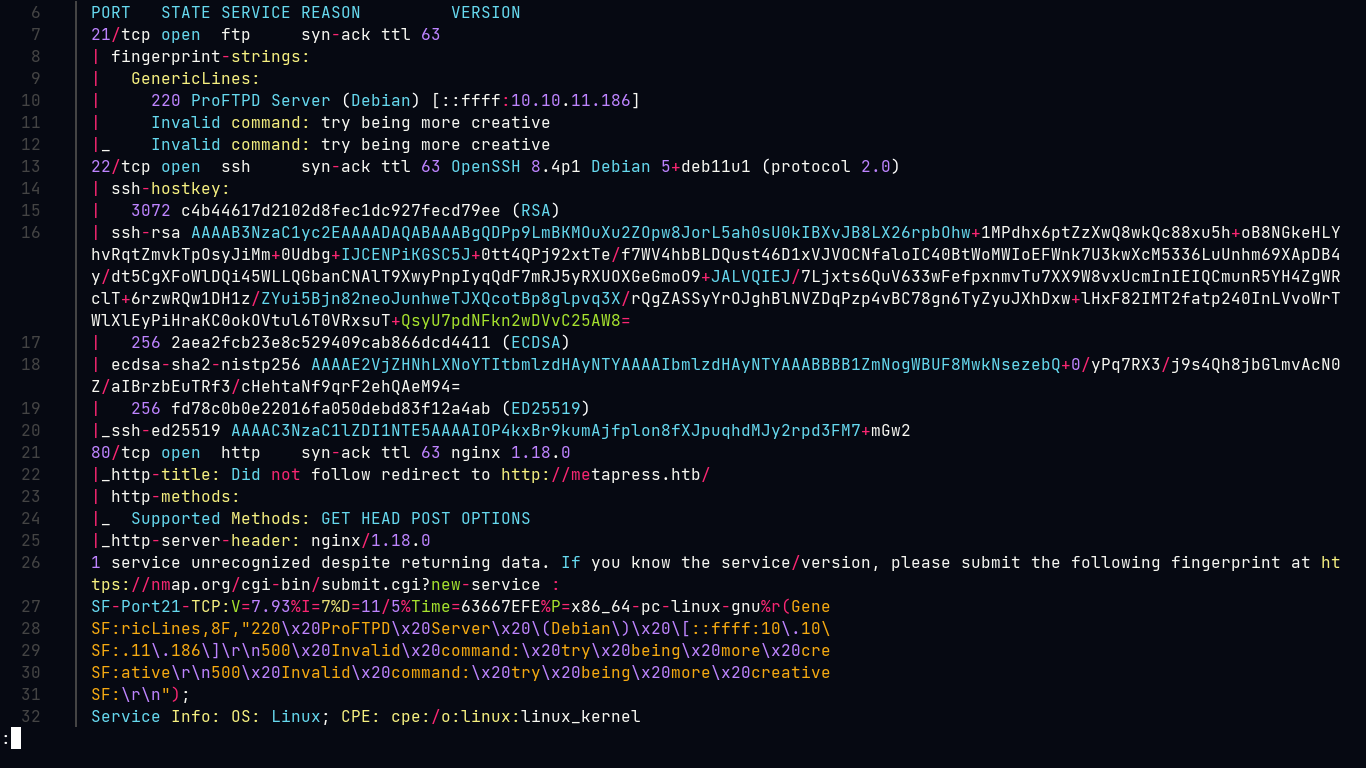 6 PORT   STATE SERVICE REASON         VERSION
7 21/tcp open  ftp     syn-ack ttl 63
8 | fingerprint-strings:
9 |   GenericLines:
10 |     220 ProFTPD Server (Debian) [::ffff:10.10.11.186]
11 |     Invalid command: try being more creative
12 |_    Invalid command: try being more creative
13 22/tcp open  ssh     syn-ack ttl 63 OpenSSH 8.4p1 Debian 5+deb11u1 (protocol 2.0)
14 | ssh-hostkey:
15 |   3072 c4b44617d2102d8fec1dc927fecd79ee (RSA)
16 | ssh-rsa AAAAB3NzaC1yc2EAAAADAQABAAABgQDPp9LmBKMOuXu2ZOpw8JorL5ah0sU0kIBXvJB8LX26rpbOhw+1MPdhx6ptZzXwQ8wkQc88xu5h+oB8NGkeHLY
hvRqtZmvkTpOsyJiMm+0Udbg+IJCENPiKGSC5J+0tt4QPj92xtTe/f7WV4hbBLDQust46D1xVJVOCNfaloIC40BtWoMWIoEFWnk7U3kwXcM5336LuUnhm69XApDB4
y/dt5CgXFoWlDQi45WLLQGbanCNAlT9XwyPnpIyqQdF7mRJ5yRXUOXGeGmoO9+JALVQIEJ/7Ljxts6QuV633wFefpxnmvTu7XX9W8vxUcmInIEIQCmunR5YH4ZgWR
clT+6rzwRQw1DH1z/ZYui5Bjn82neoJunhweTJXQcotBp8glpvq3X/rQgZASSyYrOJghBlNVZDqPzp4vBC78gn6TyZyuJXhDxw+lHxF82IMT2fatp240InLVvoWrT
WlXlEyPiHraKC0okOVtul6T0VRxsuT+QsyU7pdNFkn2wDVvC25AW8=
17 |   256 2aea2fcb23e8c529409cab866dcd4411 (ECDSA)
18 | ecdsa-sha2-nistp256 AAAAE2VjZHNhLXNoYTItbmlzdHAyNTYAAAAIbmlzdHAyNTYAAABBBB1ZmNogWBUF8MwkNsezebQ+0/yPq7RX3/j9s4Qh8jbGlmvAcN0
Z/aIBrzbEuTRf3/cHehtaNf9qrF2ehQAeM94=
19 |   256 fd78c0b0e22016fa050debd83f12a4ab (ED25519)
20 |_ssh-ed25519 AAAAC3NzaC1lZDI1NTE5AAAAIOP4kxBr9kumAjfplon8fXJpuqhdMJy2rpd3FM7+mGw2
21 80/tcp open  http    syn-ack ttl 63 nginx 1.18.0
22 |_http-title: Did not follow redirect to http://metapress.htb/
23 | http-methods:
24 |_  Supported Methods: GET HEAD POST OPTIONS
25 |_http-server-header: nginx/1.18.0
26 1 service unrecognized despite returning data. If you know the service/version, please submit the following fingerprint at ht
tps://nmap.org/cgi-bin/submit.cgi?new-service :
27 SF-Port21-TCP:V=7.93%I=7%D=11/5%Time=63667EFE%P=x86_64-pc-linux-gnu%r(Gene
28 SF:ricLines,8F,"220\x20ProFTPD\x20Server\x20\(Debian\)\x20\[::ffff:10\.10\
29 SF:.11\.186\]\r\n500\x20Invalid\x20command:\x20try\x20being\x20more\x20cre
30 SF:ative\r\n500\x20Invalid\x20command:\x20try\x20being\x20more\x20creative
31 SF:\r\n");
32 Service Info: OS: Linux; CPE: cpe:/o:linux:linux_kernel
: